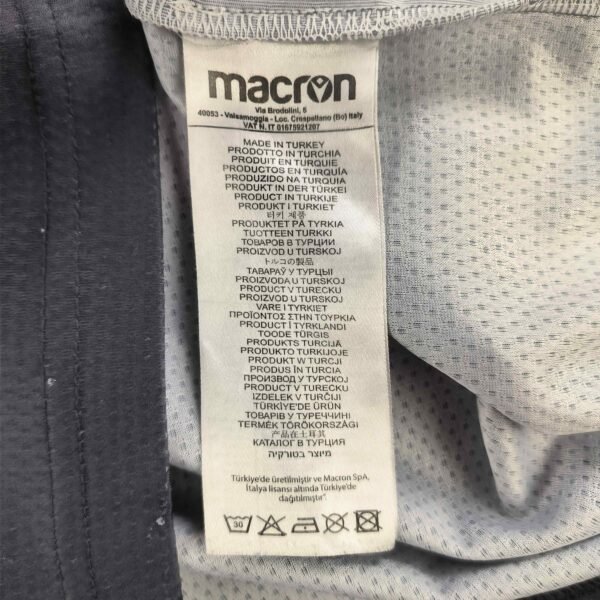 macron
Via Brodolini, 5
40053 - Valsamoggia - Loc. Crespellano (Bo) Italy
VAT N. IT 01675921207
MADE IN TURKEY
PRODOTTO IN TURCHIA
PRODUIT EN TURQUIE
PRODUCTOS EN TURQUÍA
PRODUZIDO NA TURQUIA
PRODUKT IN DER TÜRKEI
PRODUCT IN TURKIJE
PRODUKT I TURKIET
터키 제품
PRODUKTET PÅ TYRKIA
TUOTTEEN TURKKI
ТОВАРОВ В ТУРЦИИ
PROIZVOD U TURSKOJ
トルコの製品
ТАВАРАЎ У ТУРЦЫІ
PROIZVODA U TURSKOJ
PRODUCT V TURECKU
PROIZVOD U TURSKOJ
VARE I TYRKIET
ΠΡΟΪΟΝΤΟΣ ΣΤΗΝ ΤΟΥΡΚΙΑ
PRODUCT Í TYRKLANDI
TOODE TÜRGIS
PRODUKTS TURCIJĀ
PRODUKTO TURKIJOJE
PRODUKT W TURCJI
PRODUS ÎN TURCIA
ПРОИЗВОД У ТУРСКОЈ
PRODUKT V TURECKU
IZDELEK V TURČIJI
TÜRKİYE'DE ÜRÜN
ТОВАРІВ У ТУРЕЧЧИНІ
TERMÉK TÖRÖKORSZÁGI
产品在土耳其
КАТАЛОГ В ТУРЦИЯ
מיוצר בטורקיה
Türkiye'de üretilmiştir ve Macron SpA,
İtalya lisansı altında Türkiye'de
dağıtılmıştır.
30